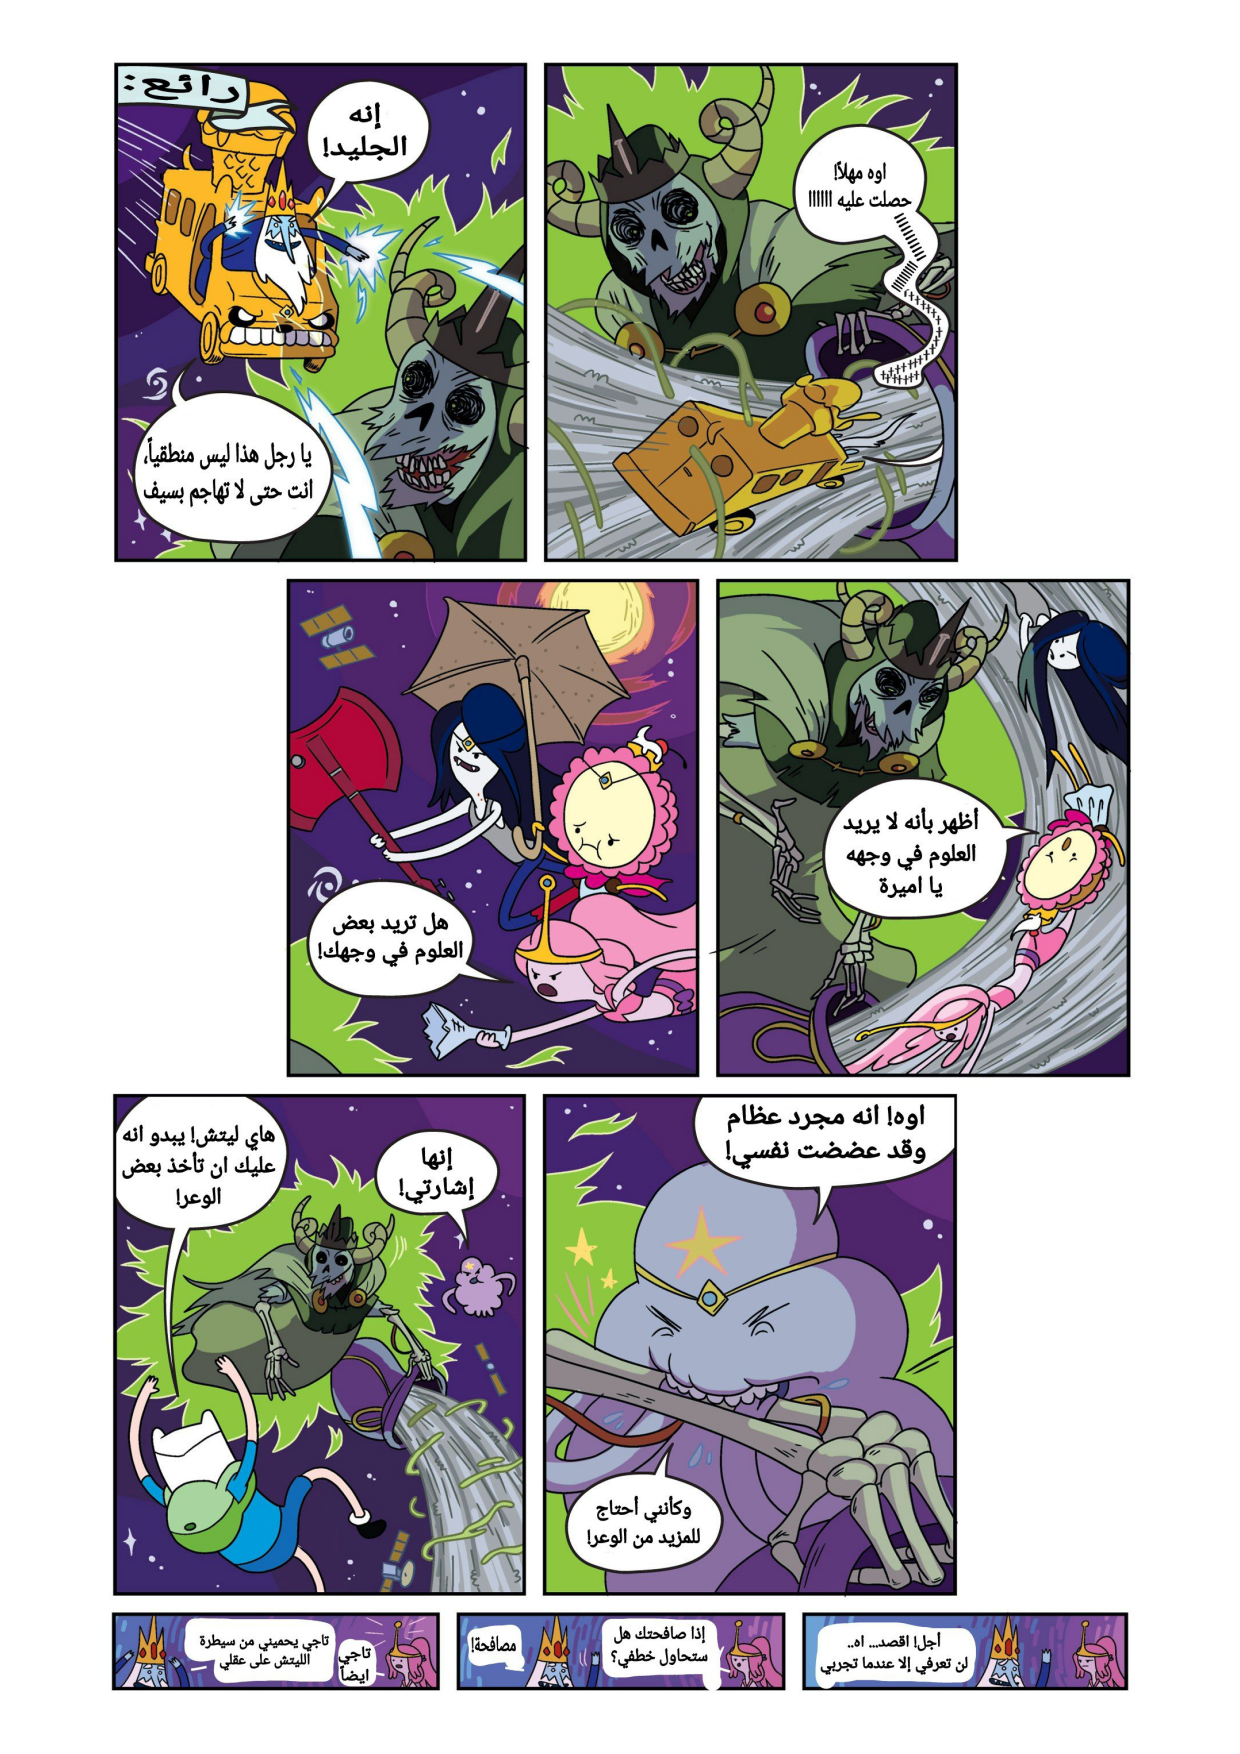 رائع:
إنه
الجليد!
يا رجل هذا ليس منطقياً،
انت حتى لا تهاجم بسيف
اوه مهلاً!
حصلت عليه اااااا
هل تريد بعض
العلوم في وجهك!
أظهر بأنه لا يريد
العلوم في وجهه
يا اميرة
هاي ليتش! يبدو انه
عليك ان تأخذ بعض
الوعر!
إنها
إشارتي!
اوه! انه مجرد عظام
وقد عضضت نفسي!
وكأنني أحتاج
للمزيد من الوعر!
تاجي يحميني من سيطرة
الليتش على عقلي
تاجي
ايضاً
إذا صافحتك هل
ستحاول خطفي؟
مصافحة!
أجل! اقصد... اه..
لن تعرفي إلا عندما تجربي